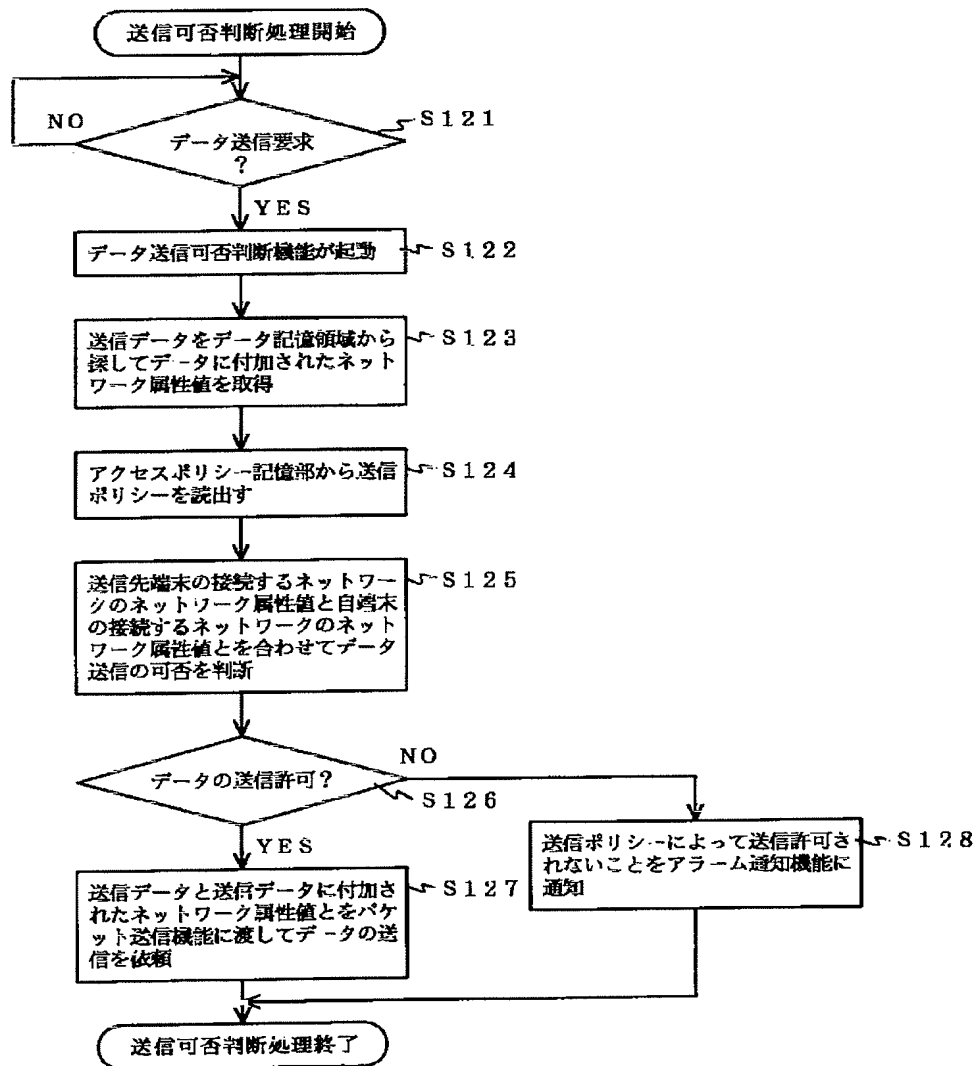 送信可否判断処理開始
NO
S121
データ送信要求
?
YES
データ送信可否判断機能が起動
S122
送信データをデータ記憶領域から
探してデータに付加されたネット
ワーク属性値を取得
S123
アクセスポリシー記憶部から送信
ポリシーを読出す
S124
送信先端末の接続するネットワー
クのネットワーク属性値と自端末
の接続するネットワークのネット
ワーク属性値とを合わせてデータ
送信の可否を判断
S125
データの送信許可?
NO
S126
YES
送信ポリシーによって送信許可さ
れないことをアラーム通知機能に
通知
S128
送信データと送信データに付加さ
れたネットワーク属性値とをパケ
ット送信機能に渡してデータの送
信を依頼
S127
送信可否判断処理終了